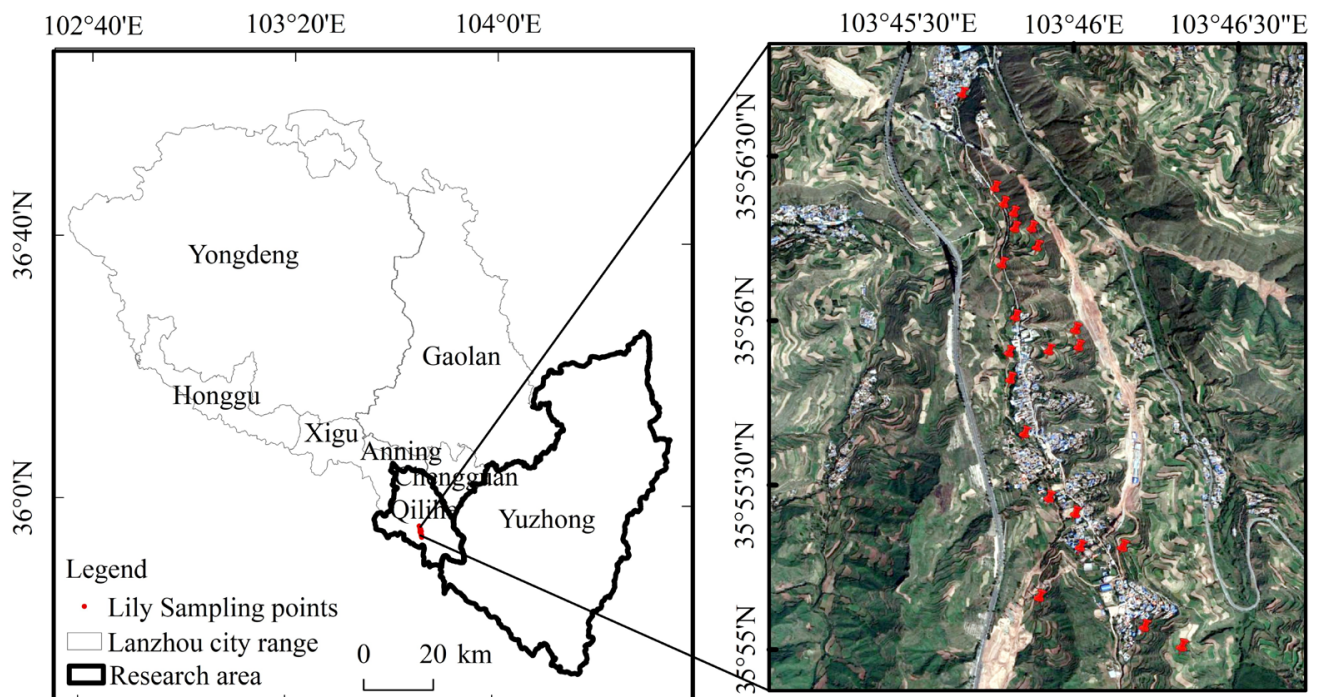 102°40'E 103°20'E 104°0'E
103°45'30"E 103°46'E 103°46'30"E
36°40'N
36°0'N
35°56'30"N
35°56'N
35°55'30"N
35°55'N
Yongdeng
Gaolan
Honggu
Xigu
Anning
Chengguan
Qilihe
Yuzhong
Legend
Lily Sampling points
Lanzhou city range
Research area
0 20 km